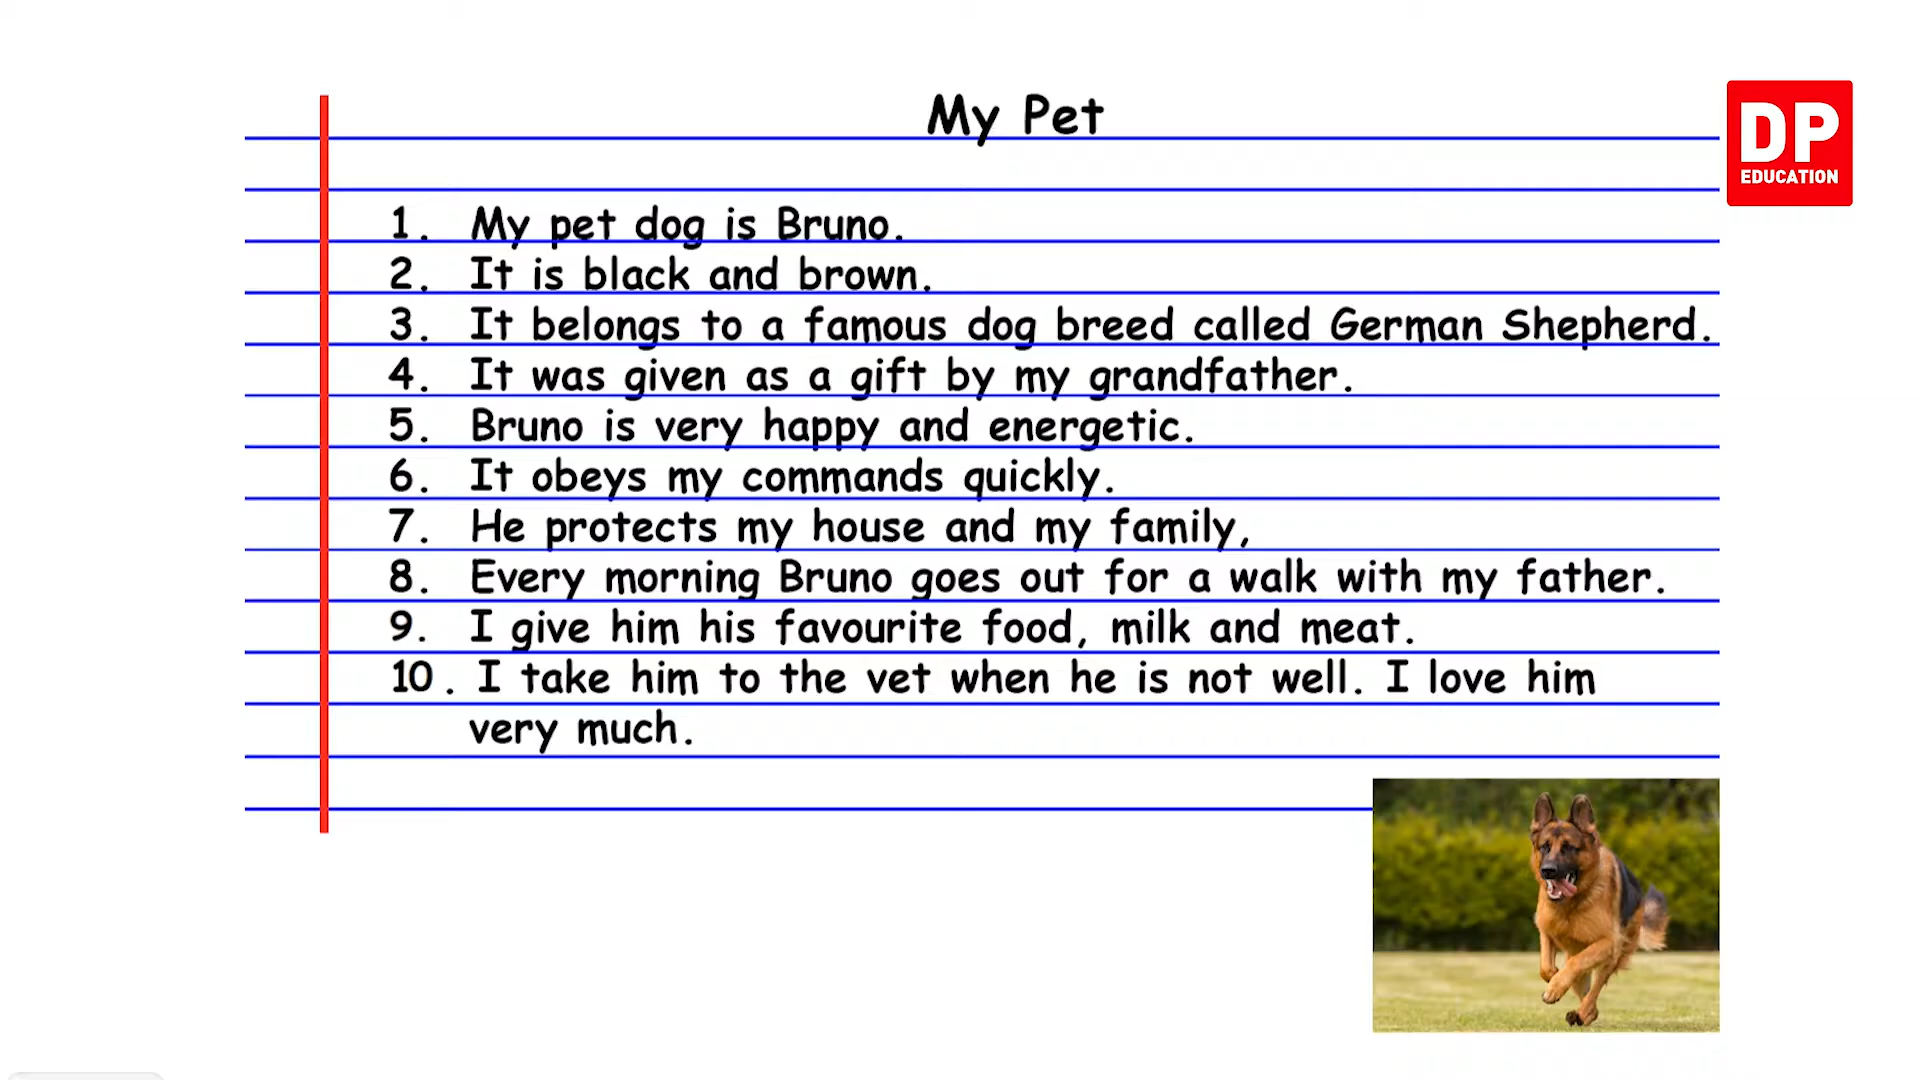 My Pet
DP
EDUCATION
1. My pet dog is Bruno.
2. It is black and brown.
3. It belongs to a famous dog breed called German Shepherd.
4. It was given as a gift by my grandfather.
5. Bruno is very happy and energetic.
6. It obeys my commands quickly.
7. He protects my house and my family,
8. Every morning Bruno goes out for a walk with my father.
9. I give him his favourite food, milk and meat.
10. I take him to the vet when he is not well. I love him
very much.